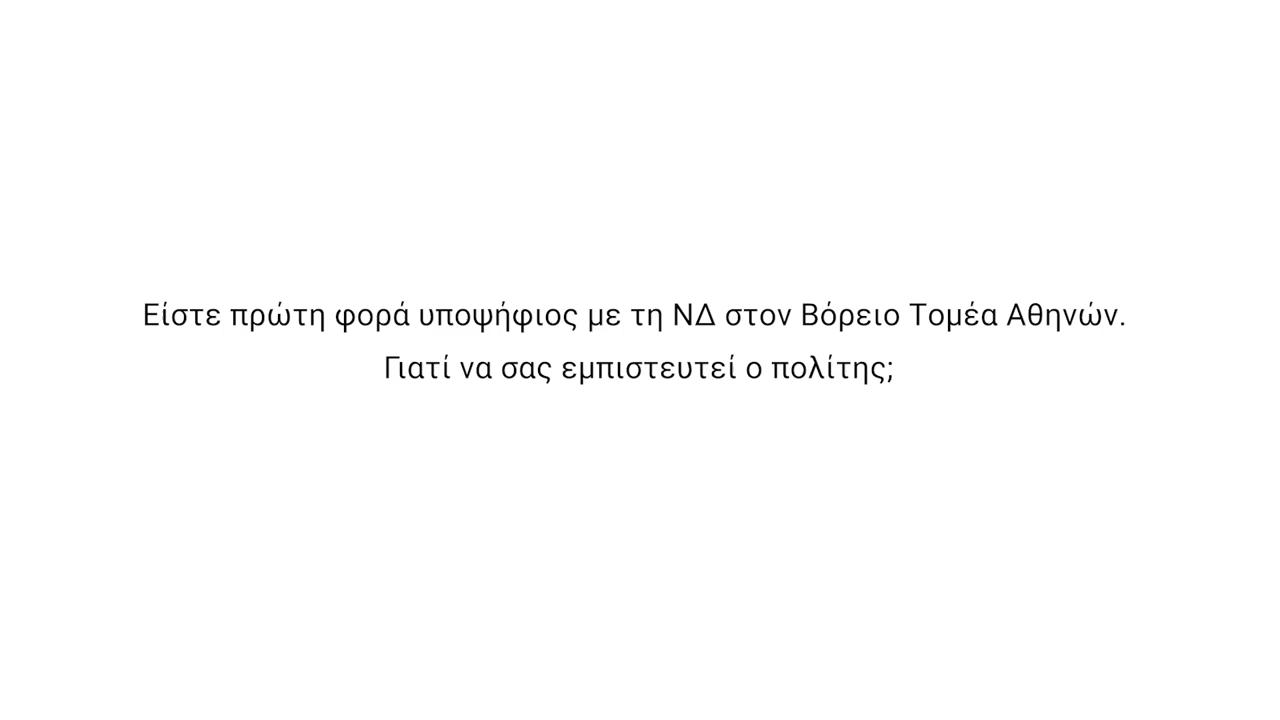 Είστε πρώτη φορά υποψήφιος με τη ΝΔ στον Βόρειο Τομέα Αθηνών.
Γιατί να σας εμπιστευτεί ο πολίτης;